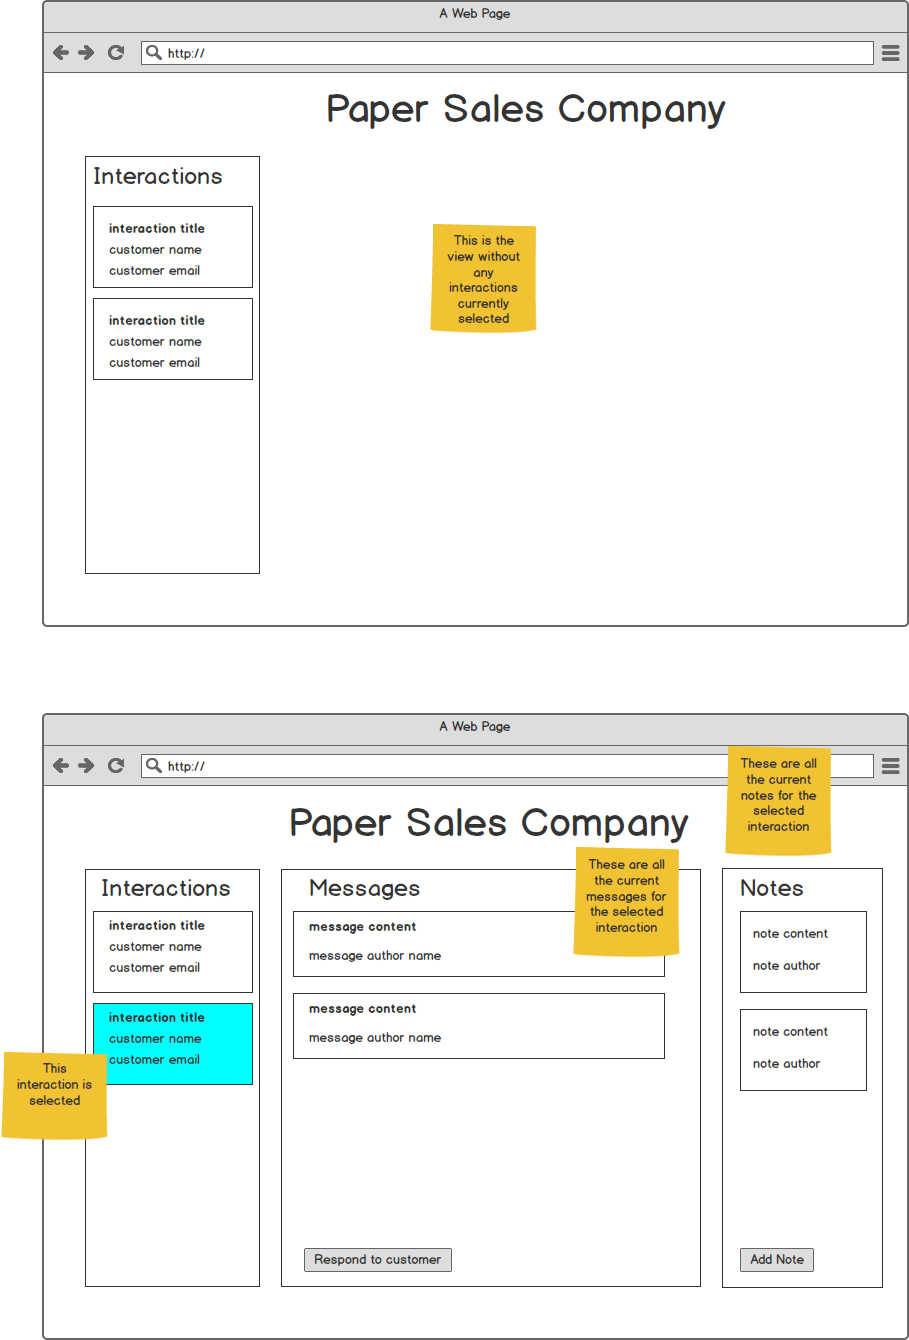 A Web Page
http://
Paper Sales Company
Interactions
interaction title
customer name
customer email
interaction title
customer name
customer email
This is the
view without
any
interactions
currently
selected
A Web Page
http://
These are all
the current
notes for the
selected
interaction
Paper Sales Company
Interactions
interaction title
customer name
customer email
interaction title
customer name
customer email
This
interaction is
selected
Messages
These are all
the current
messages for
the selected
interaction
message content
message author name
message content
message author name
Respond to customer
Notes
note content
note author
note content
note author
Add Note